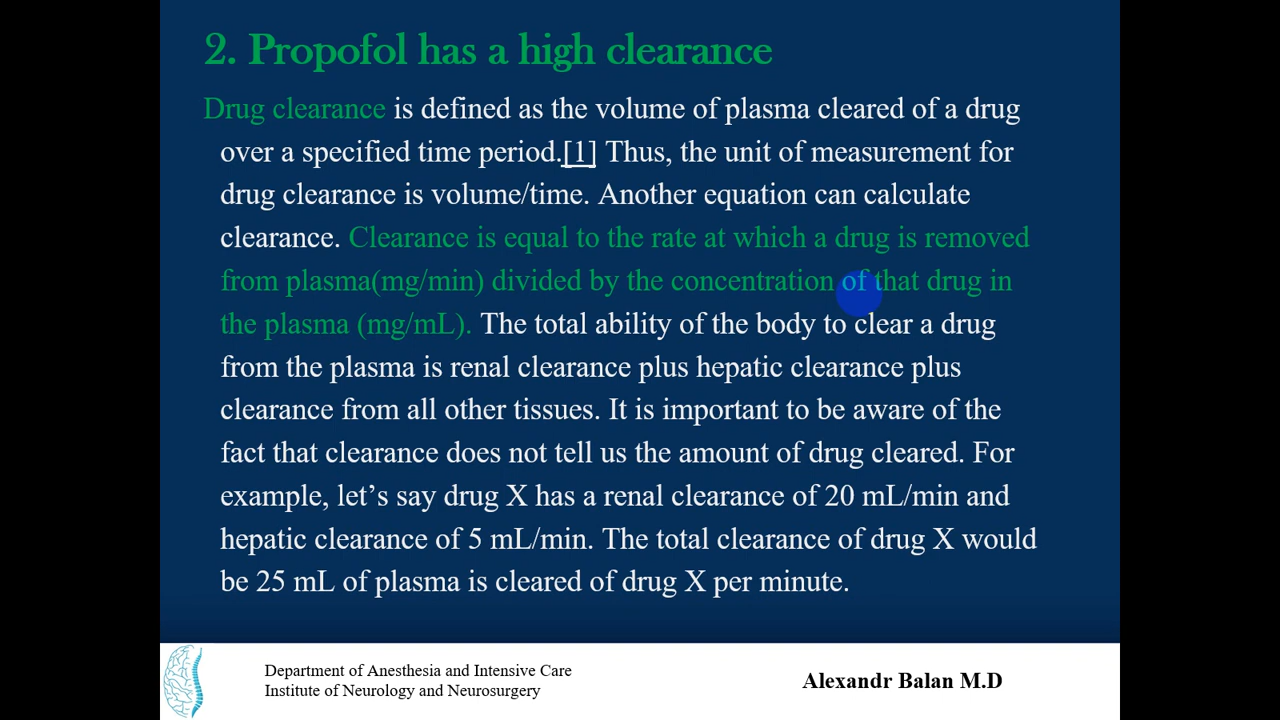 2. Propofol has a high clearance
Drug clearance is defined as the volume of plasma cleared of a drug
over a specified time period.[1] Thus, the unit of measurement for
drug clearance is volume/time. Another equation can calculate
clearance. Clearance is equal to the rate at which a drug is removed
from plasma(mg/min) divided by the concentration of that drug in
the plasma (mg/mL). The total ability of the body to clear a drug
from the plasma is renal clearance plus hepatic clearance plus
clearance from all other tissues. It is important to be aware of the
fact that clearance does not tell us the amount of drug cleared. For
example, let’s say drug X has a renal clearance of 20 mL/min and
hepatic clearance of 5 mL/min. The total clearance of drug X would
be 25 mL of plasma is cleared of drug X per minute.
Department of Anesthesia and Intensive Care
Institute of Neurology and Neurosurgery
Alexandr Balan M.D